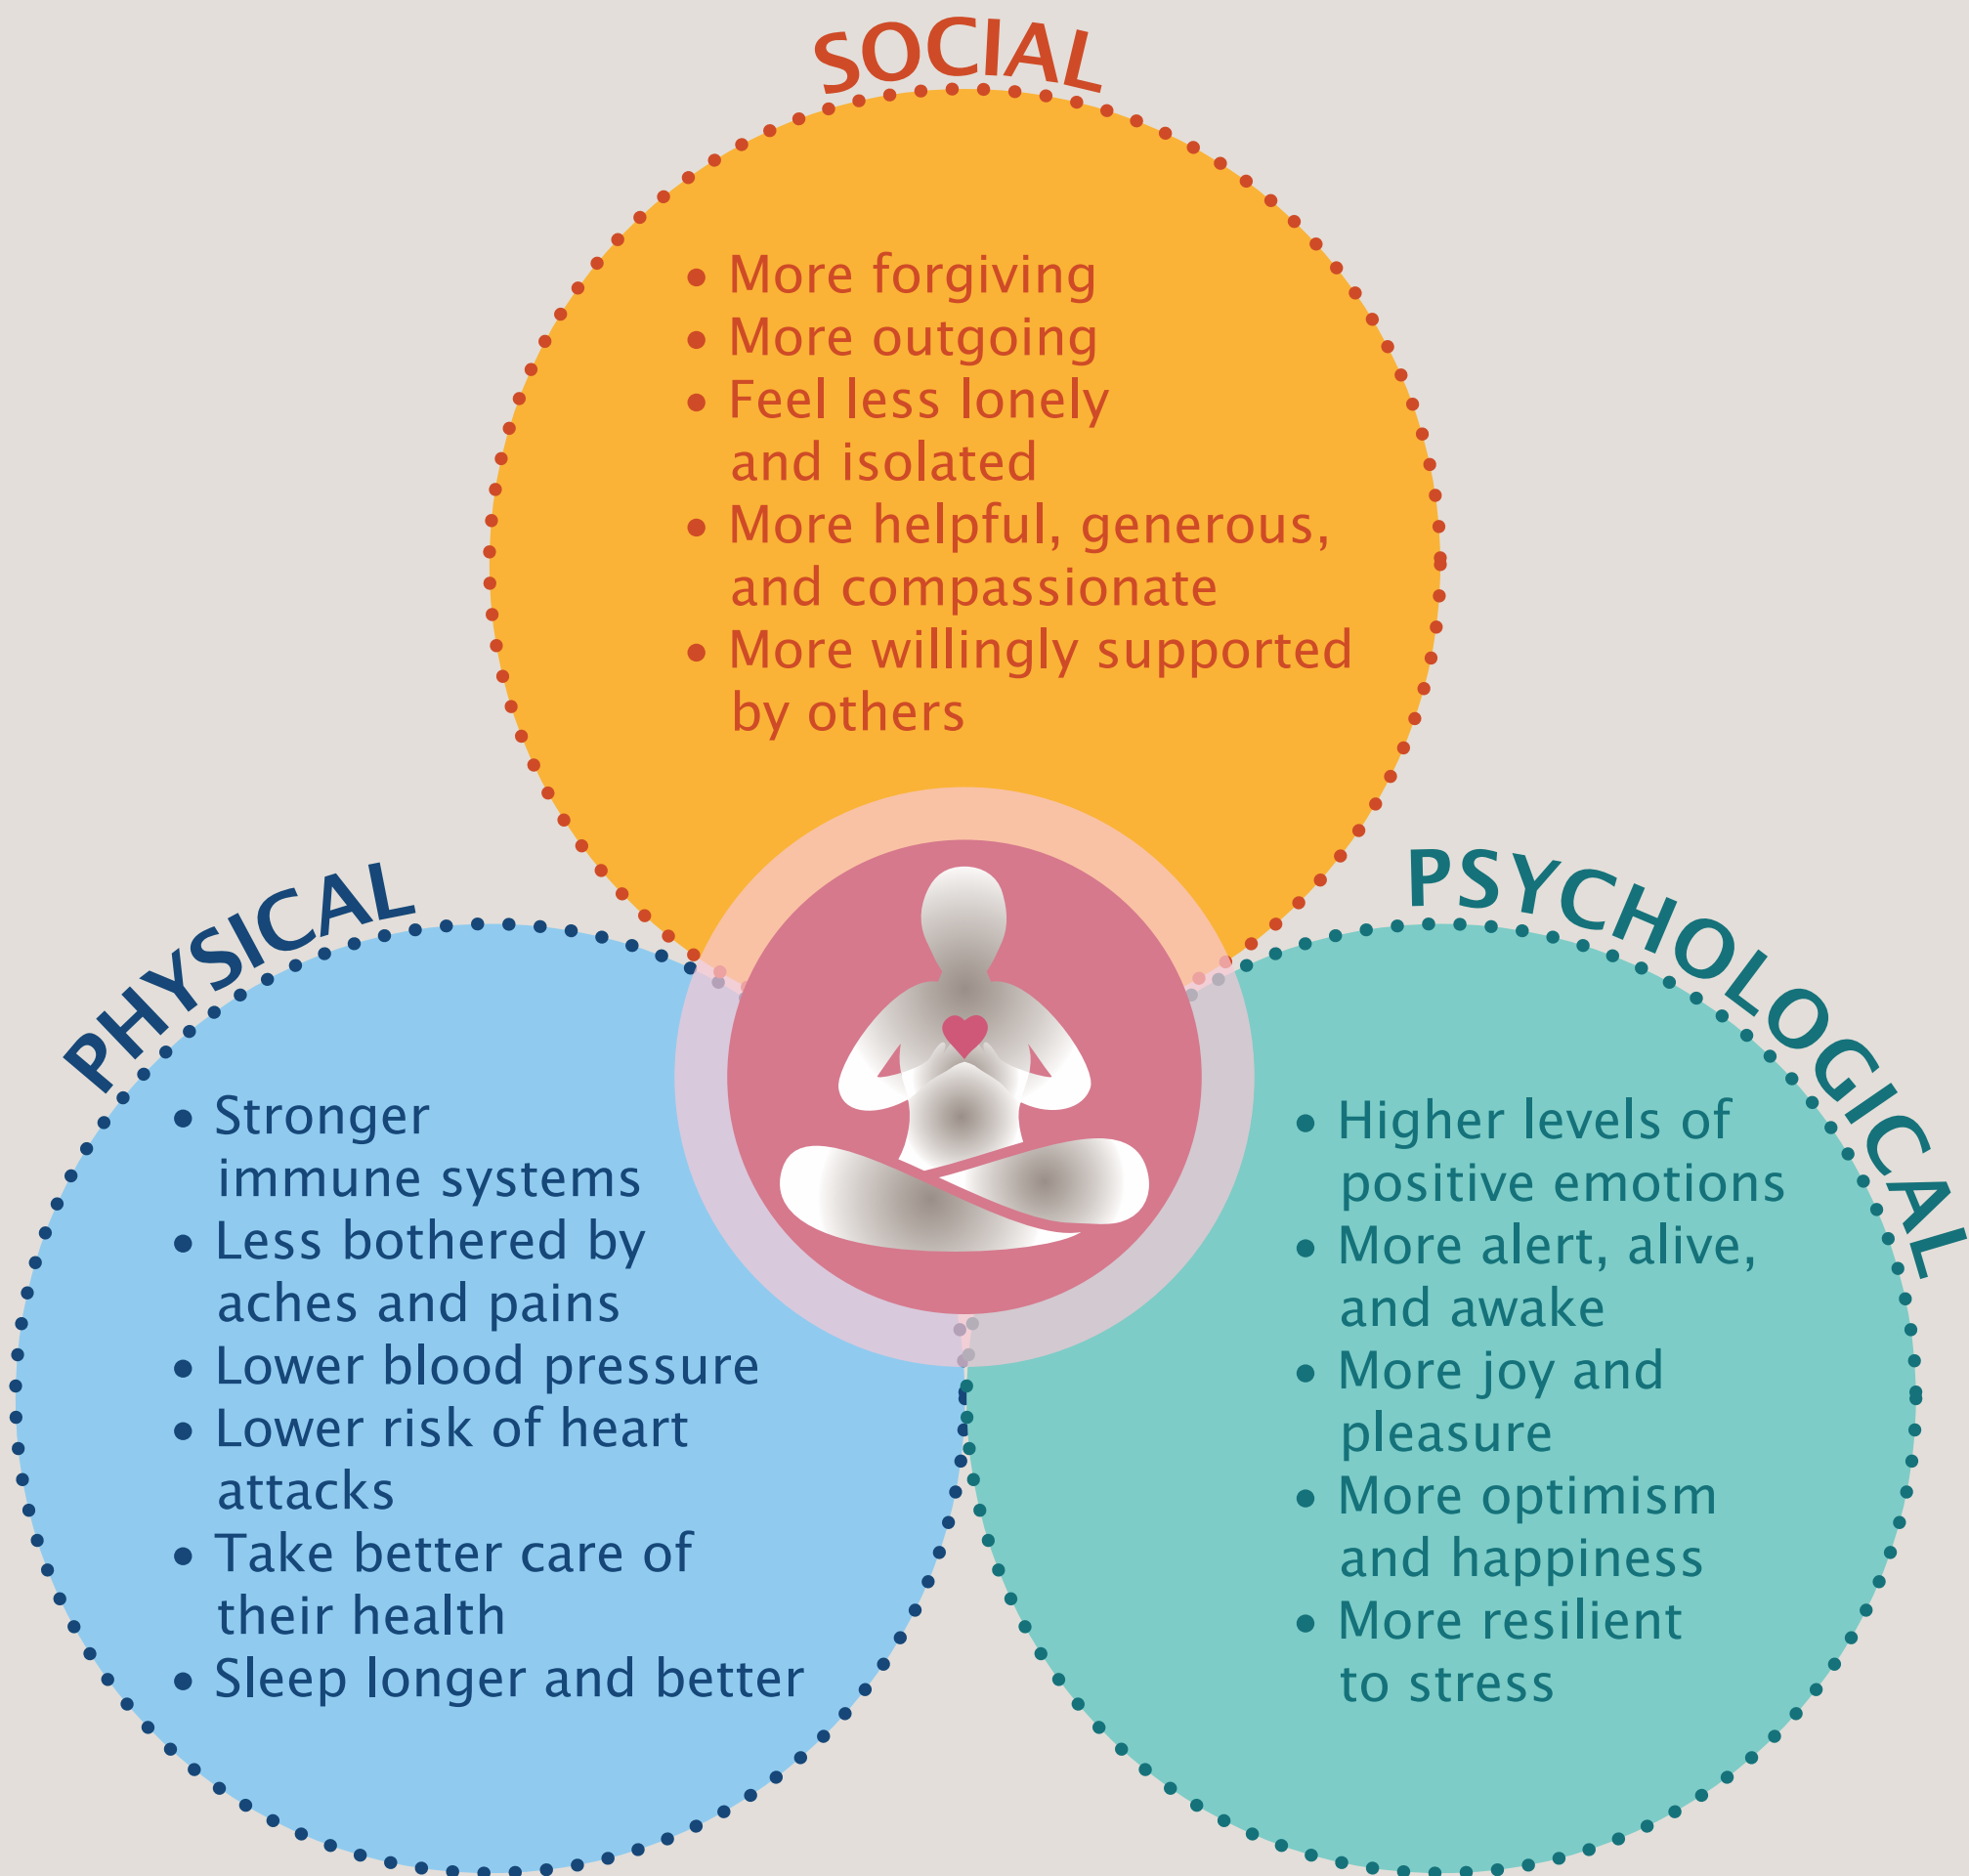 SOCIAL
• More forgiving
• More outgoing
• Feel less lonely
and isolated
• More helpful, generous,
and compassionate
• More willingly supported
by others
PHYSICAL
• Stronger
immune systems
• Less bothered by
aches and pains
• Lower blood pressure
• Lower risk of heart
attacks
• Take better care of
their health
• Sleep longer and better
PSYCHOLOGICAL
• Higher levels of
positive emotions
• More alert, alive,
and awake
• More joy and
pleasure
• More optimism
and happiness
• More resilient
to stress